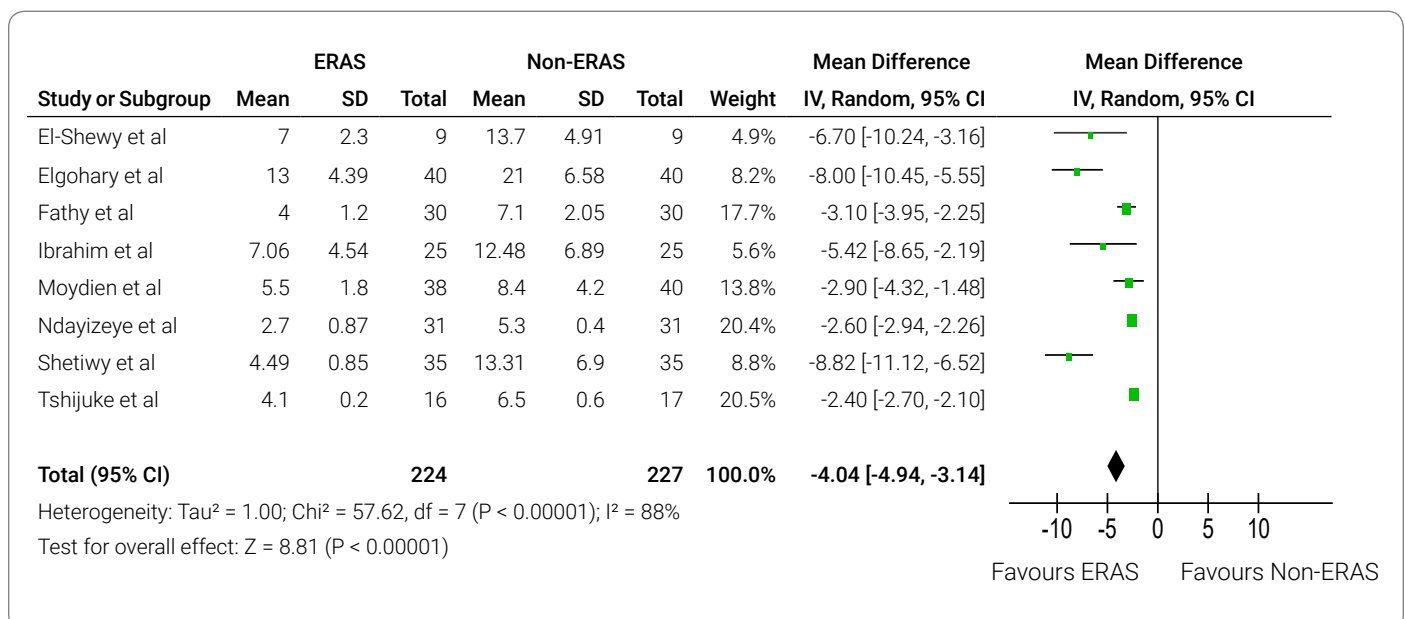 ERAS Non-ERAS Mean Difference Mean Difference
Study or Subgroup Mean SD Total Mean SD Total Weight IV, Random, 95% CI IV, Random, 95% CI
El-Shewy et al 7 2.3 9 13.7 4.91 9 4.9% -6.70 [-10.24, -3.16]
Elgohary et al 13 4.39 40 21 6.58 40 8.2% -8.00 [-10.45, -5.55]
Fathy et al 4 1.2 30 7.1 2.05 30 17.7% -3.10 [-3.95, -2.25]
Ibrahim et al 7.06 4.54 25 12.48 6.89 25 5.6% -5.42 [-8.65, -2.19]
Moydien et al 5.5 1.8 38 8.4 4.2 40 13.8% -2.90 [-4.32, -1.48]
Ndayizeye et al 2.7 0.87 31 5.3 0.4 31 20.4% -2.60 [-2.94, -2.26]
Shetiwy et al 4.49 0.85 35 13.31 6.9 35 8.8% -8.82 [-11.12, -6.52]
Tshijuke et al 4.1 0.2 16 6.5 0.6 17 20.5% -2.40 [-2.70, -2.10]
Total (95% CI) 224 227 100.0% -4.04 [-4.94, -3.14]
Heterogeneity: Tau² = 1.00; Chi² = 57.62, df = 7 (P < 0.00001); I² = 88%
Test for overall effect: Z = 8.81 (P < 0.00001)
-10 -5 0 5 10
Favours ERAS Favours Non-ERAS